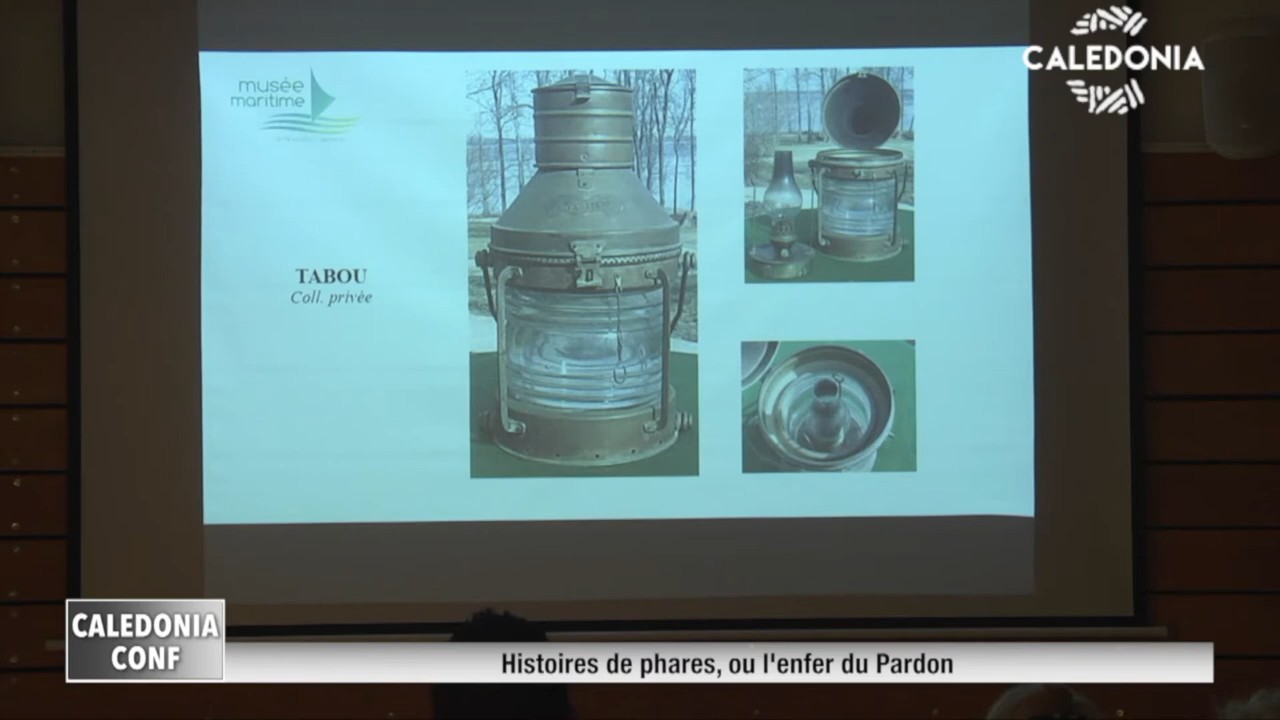 musée
maritime
CALEDONIA
TABOU
Coll. privée
CALEDONIA
CONF
Histoires de phares, ou l'enfer du Pardon